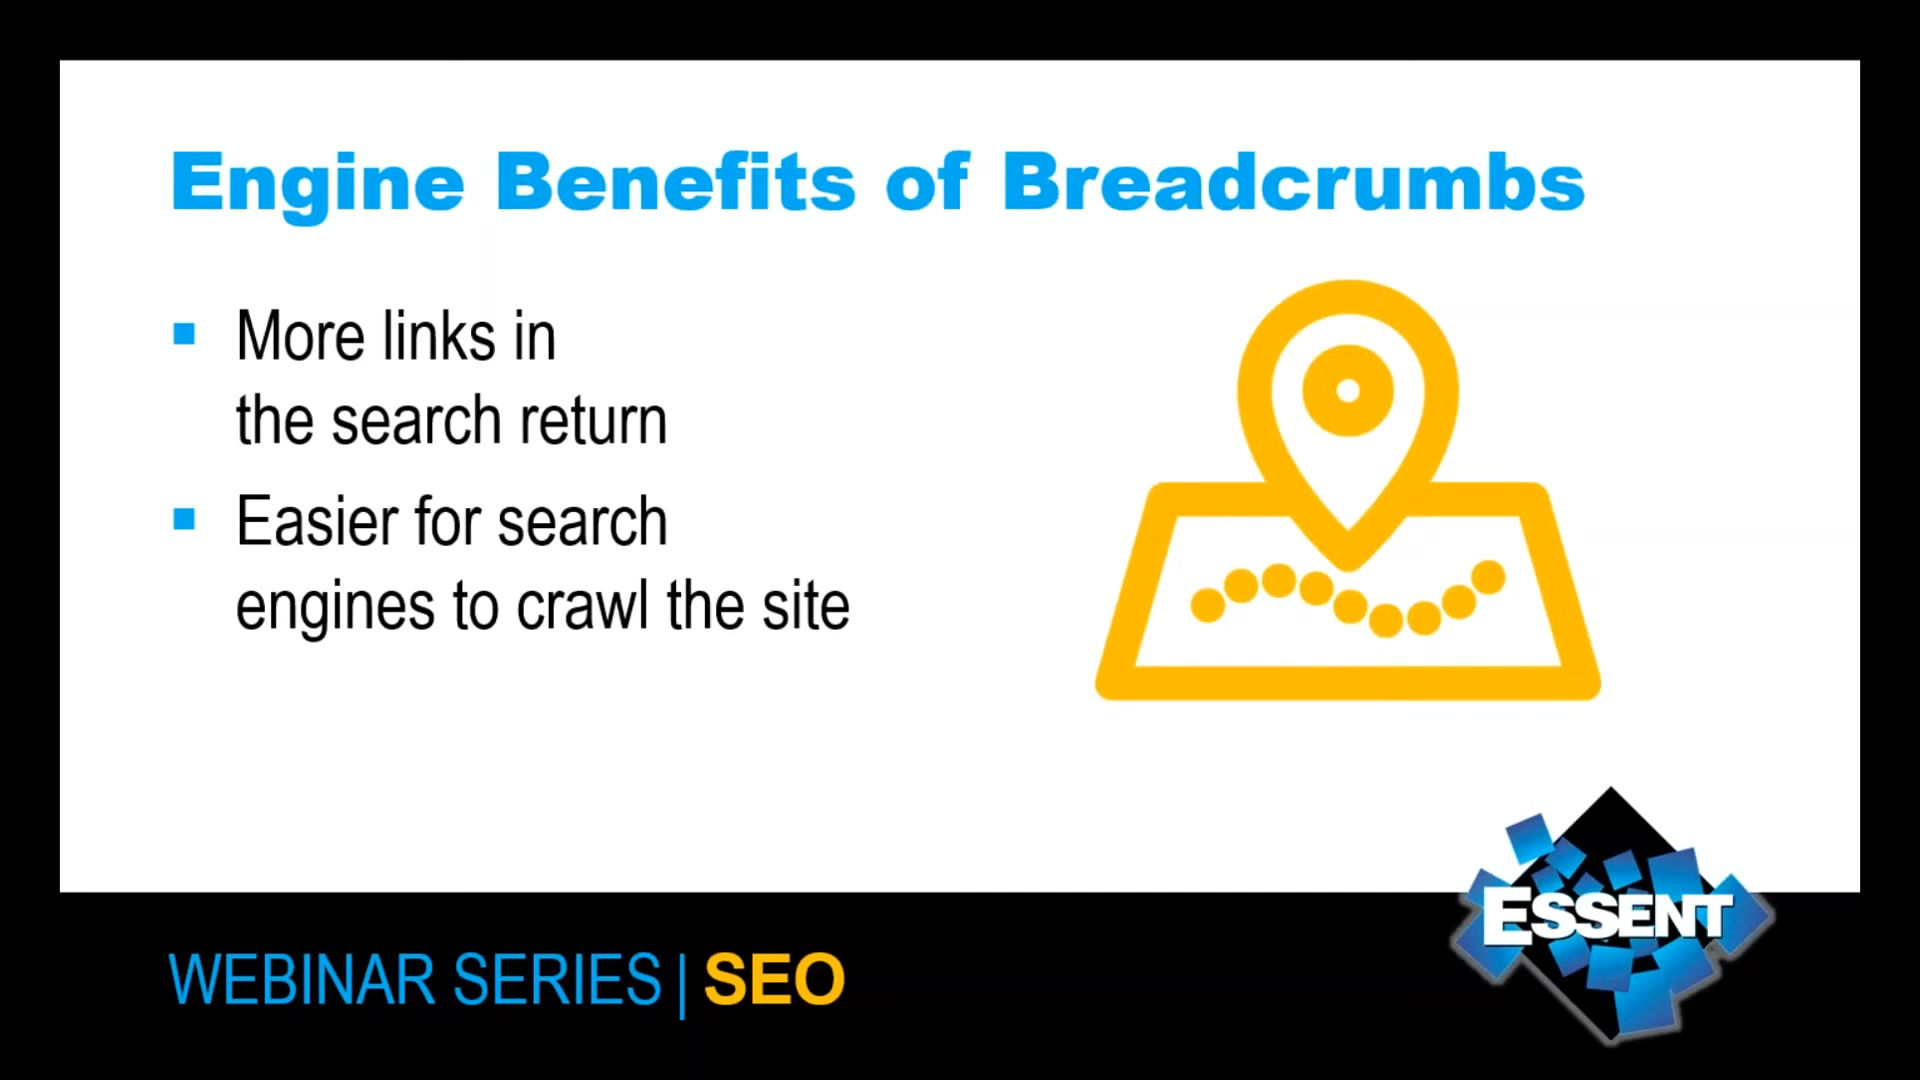 Engine Benefits of Breadcrumbs
More links in
the search return
Easier for search
engines to crawl the site
WEBINAR SERIES | SEO
ESSENT